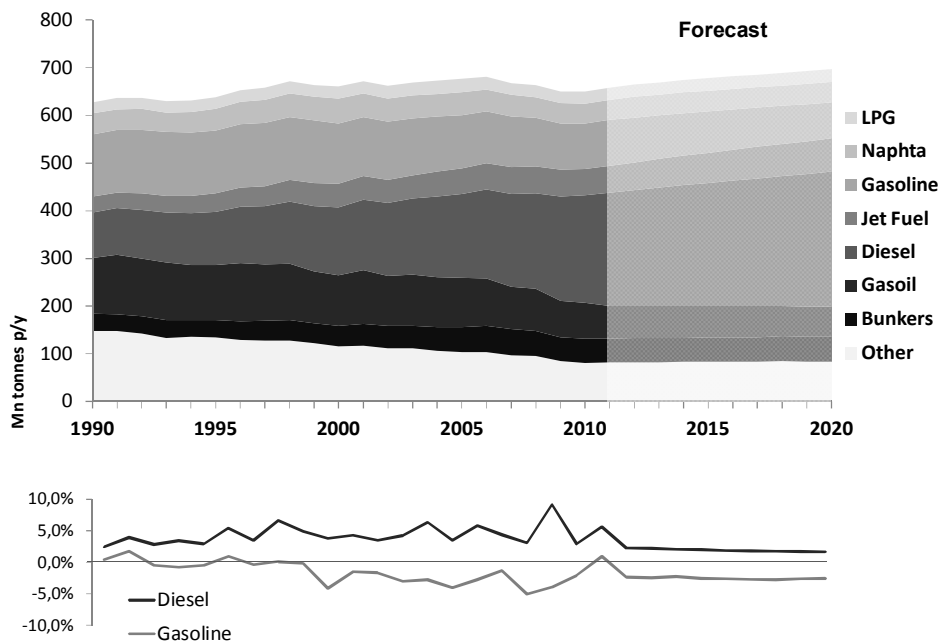 800
Forecast
700
600
500
400
300
200
100
0
Mn tonnes p/y
LPG
Naphta
Gasoline
Jet Fuel
Diesel
Gasoil
Bunkers
Other
1990 1995 2000 2005 2010 2015 2020
10,0%
5,0%
0,0%
-5,0%
-10,0%
Diesel
Gasoline